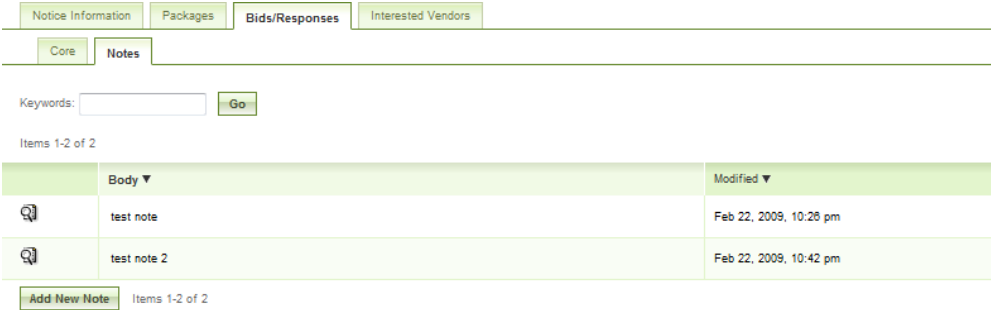 Notice Information Packages Bids/Responses Interested Vendors
Core Notes
Keywords: Go
Items 1-2 of 2
Body ▼ Modified ▼
test note Feb 22, 2009, 10:26 pm
test note 2 Feb 22, 2009, 10:42 pm
Add New Note Items 1-2 of 2